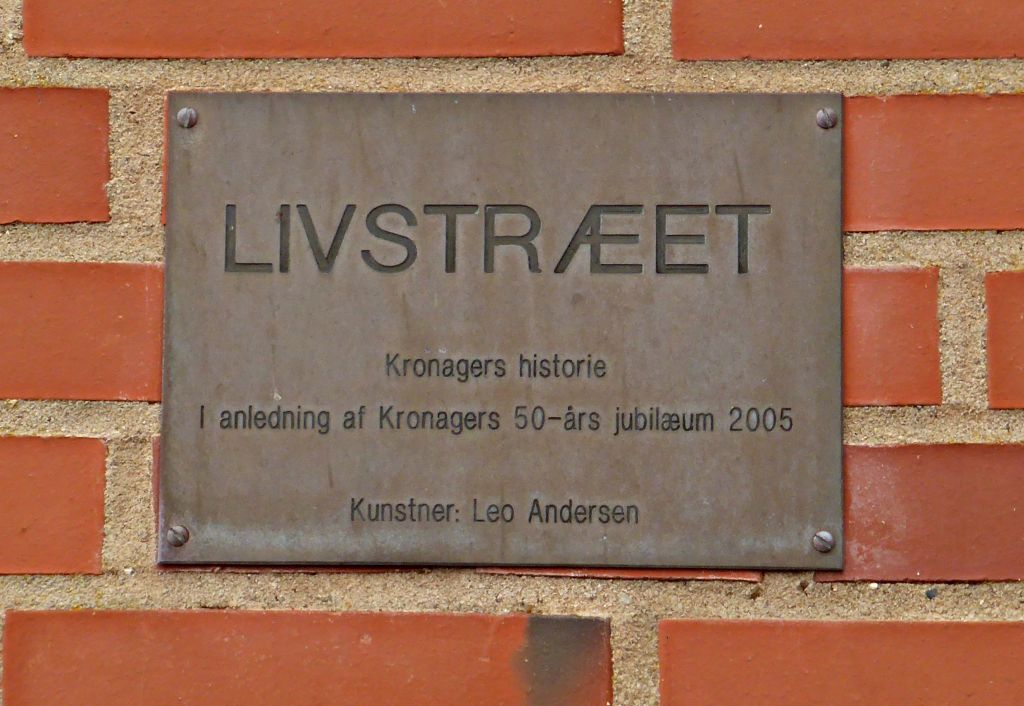 LIVSTRÆET
Kronagers historie
I anledning af Kronagers 50-års jubilæum 2005
Kunstner: Leo Andersen